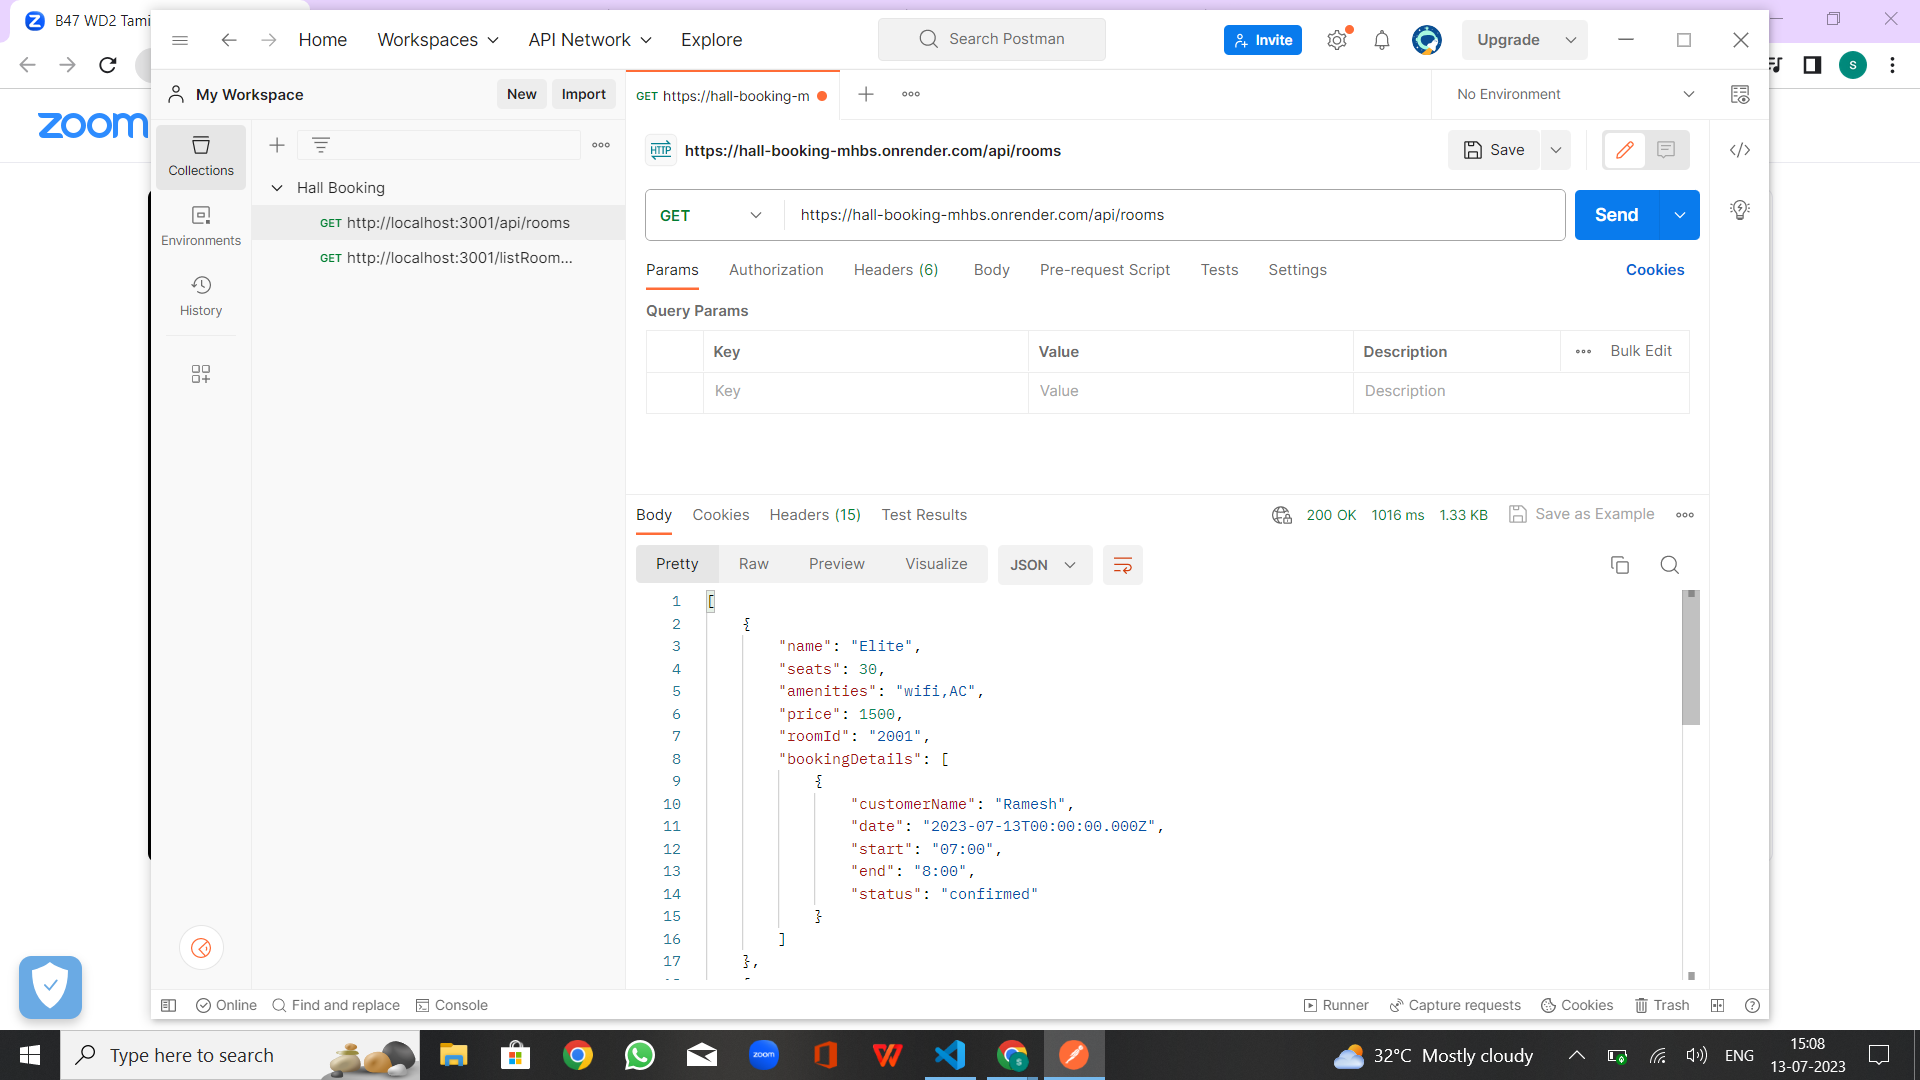 B47 WD2 Tami
Home
Workspaces
API Network
Explore
Search Postman
Invite
Upgrade
S
zoom
My Workspace
New
Import
GET https://hall-booking-m
No Environment
Collections
Environments
History
Hall Booking
GET http://localhost:3001/api/rooms
GET http://localhost:3001/listRoom...
HTTP https://hall-booking-mhbs.onrender.com/api/rooms
Save
GET
https://hall-booking-mhbs.onrender.com/api/rooms
Send
Params
Authorization
Headers (6)
Body
Pre-request Script
Tests
Settings
Cookies
Query Params
Key
Value
Description
Bulk Edit
Key
Value
Description
Body
Cookies
Headers (15)
Test Results
200 OK
1016 ms
1.33 KB
Save as Example
Pretty
Raw
Preview
Visualize
JSON
1 [
2 {
3 "name": "Elite",
4 "seats": 30,
5 "amenities": "wifi,AC",
6 "price": 1500,
7 "roomId": "2001",
8 "bookingDetails": [
9 {
10 "customerName": "Ramesh",
11 "date": "2023-07-13T00:00:00.000Z",
12 "start": "07:00",
13 "end": "8:00",
14 "status": "confirmed"
15 }
16 ]
17 },
Online
Find and replace
Console
Runner
Capture requests
Cookies
Trash
Type here to search
zoom
S
32°C Mostly cloudy
ENG
15:08
13-07-2023